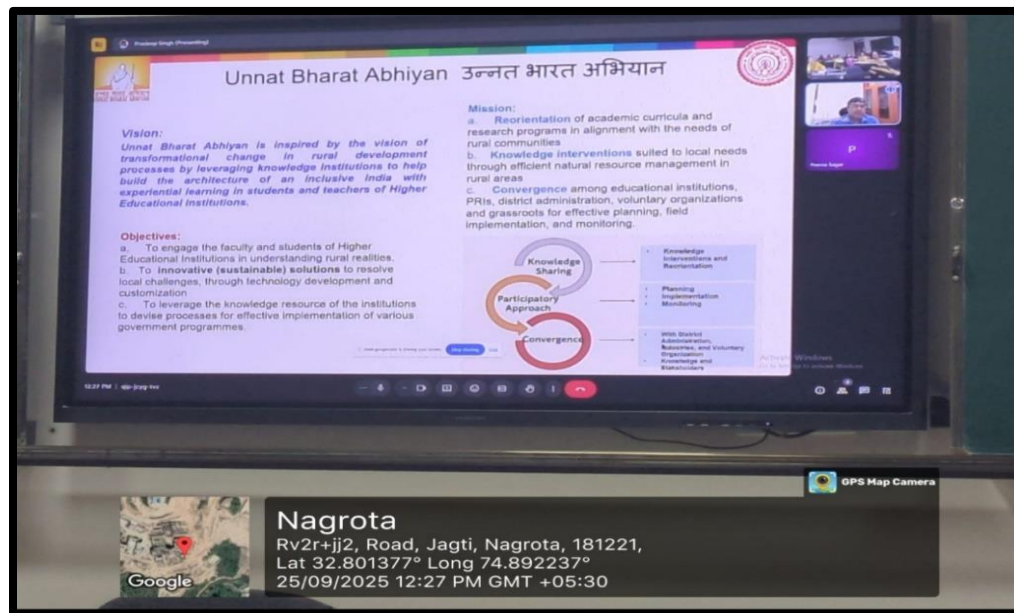 Pradeep Singh (Presenting)
Unnat Bharat Abhiyan उन्नत भारत अभियान
Vision:
Unnat Bharat Abhiyan is inspired by the vision of
transformational change in rural development
processes by leveraging knowledge institutions to help
build the architecture of an inclusive India with
experiential learning in students and teachers of Higher
Educational Institutions.
Objectives:
a. To engage the faculty and students of Higher
Educational Institutions in understanding rural realities.
b. To innovative (sustainable) solutions to resolve
local challenges, through technology development and
customization
c. To leverage the knowledge resource of the institutions
to devise processes for effective implementation of various
government programmes.
Mission:
a. Reorientation of academic curricula and
research programs in alignment with the needs of
rural communities
b. Knowledge interventions suited to local needs
through efficient natural resource management in
rural areas
c. Convergence among educational institutions,
PRIs, district administration, voluntary organizations
and grassroots for effective planning, field
implementation, and monitoring.
Knowledge
Sharing
Knowledge
Interventions and
Reorientation
Participatory
Approach
Planning
Implementation
Monitoring
Convergence
With District
Administration,
Industries, and Voluntary
Organization
Knowledge and
Stakeholders
P
Activate Windows
Stop sharing
Hide
12:27 PM
GPS Map Camera
Nagrota
Rv2r+jj2, Road, Jagti, Nagrota, 181221,
Lat 32.801377° Long 74.892237°
25/09/2025 12:27 PM GMT +05:30
Google